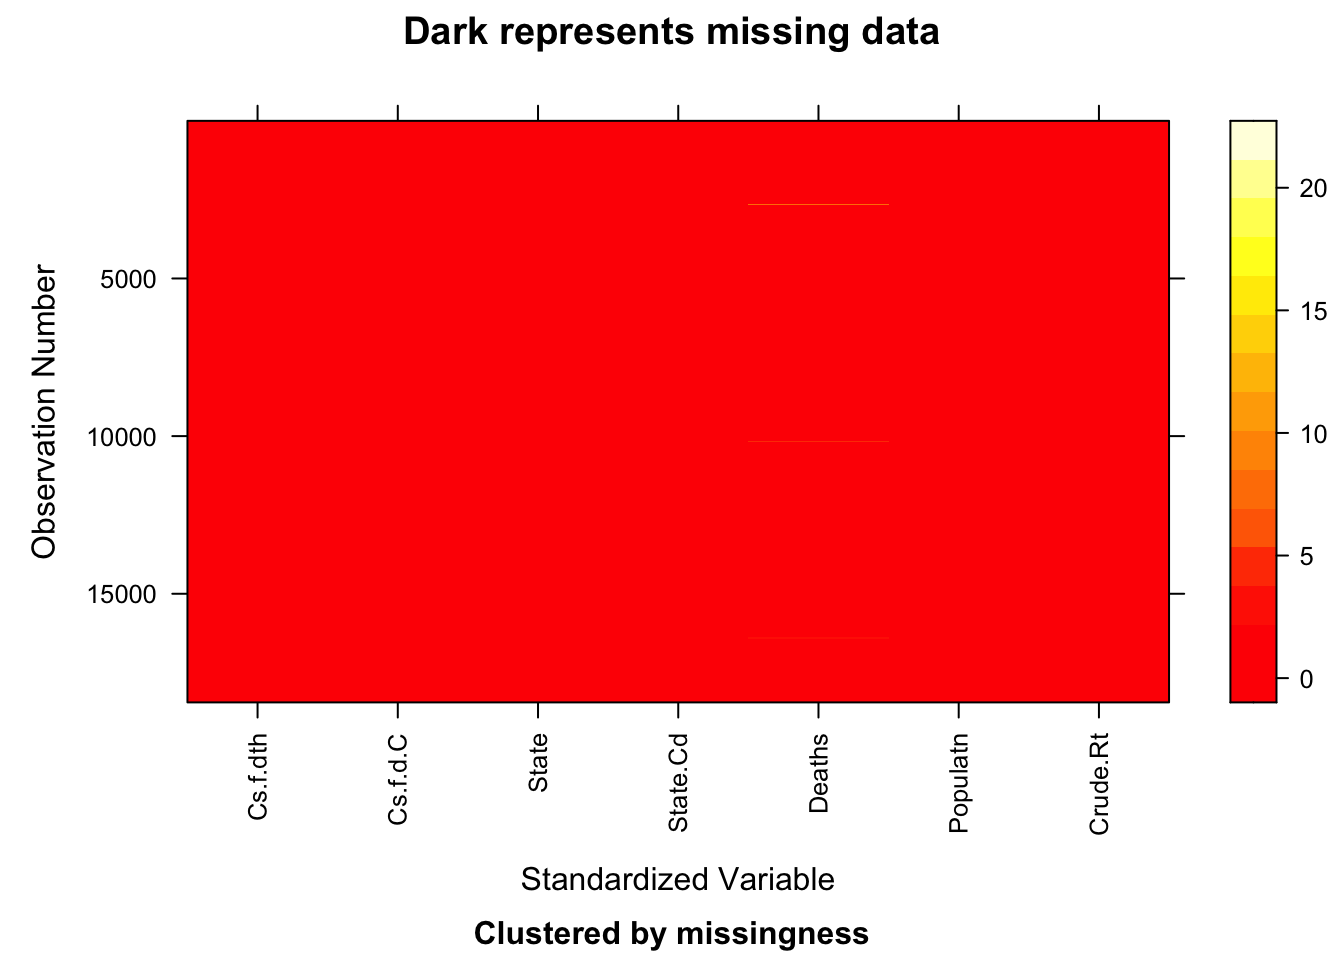 Dark represents missing data
Observation Number
5000
10000
15000
20
15
10
5
0
Cs.f.dth
Cs.f.d.C
State
State.Cd
Deaths
Populatn
Crude.Rt
Standardized Variable
Clustered by missingness